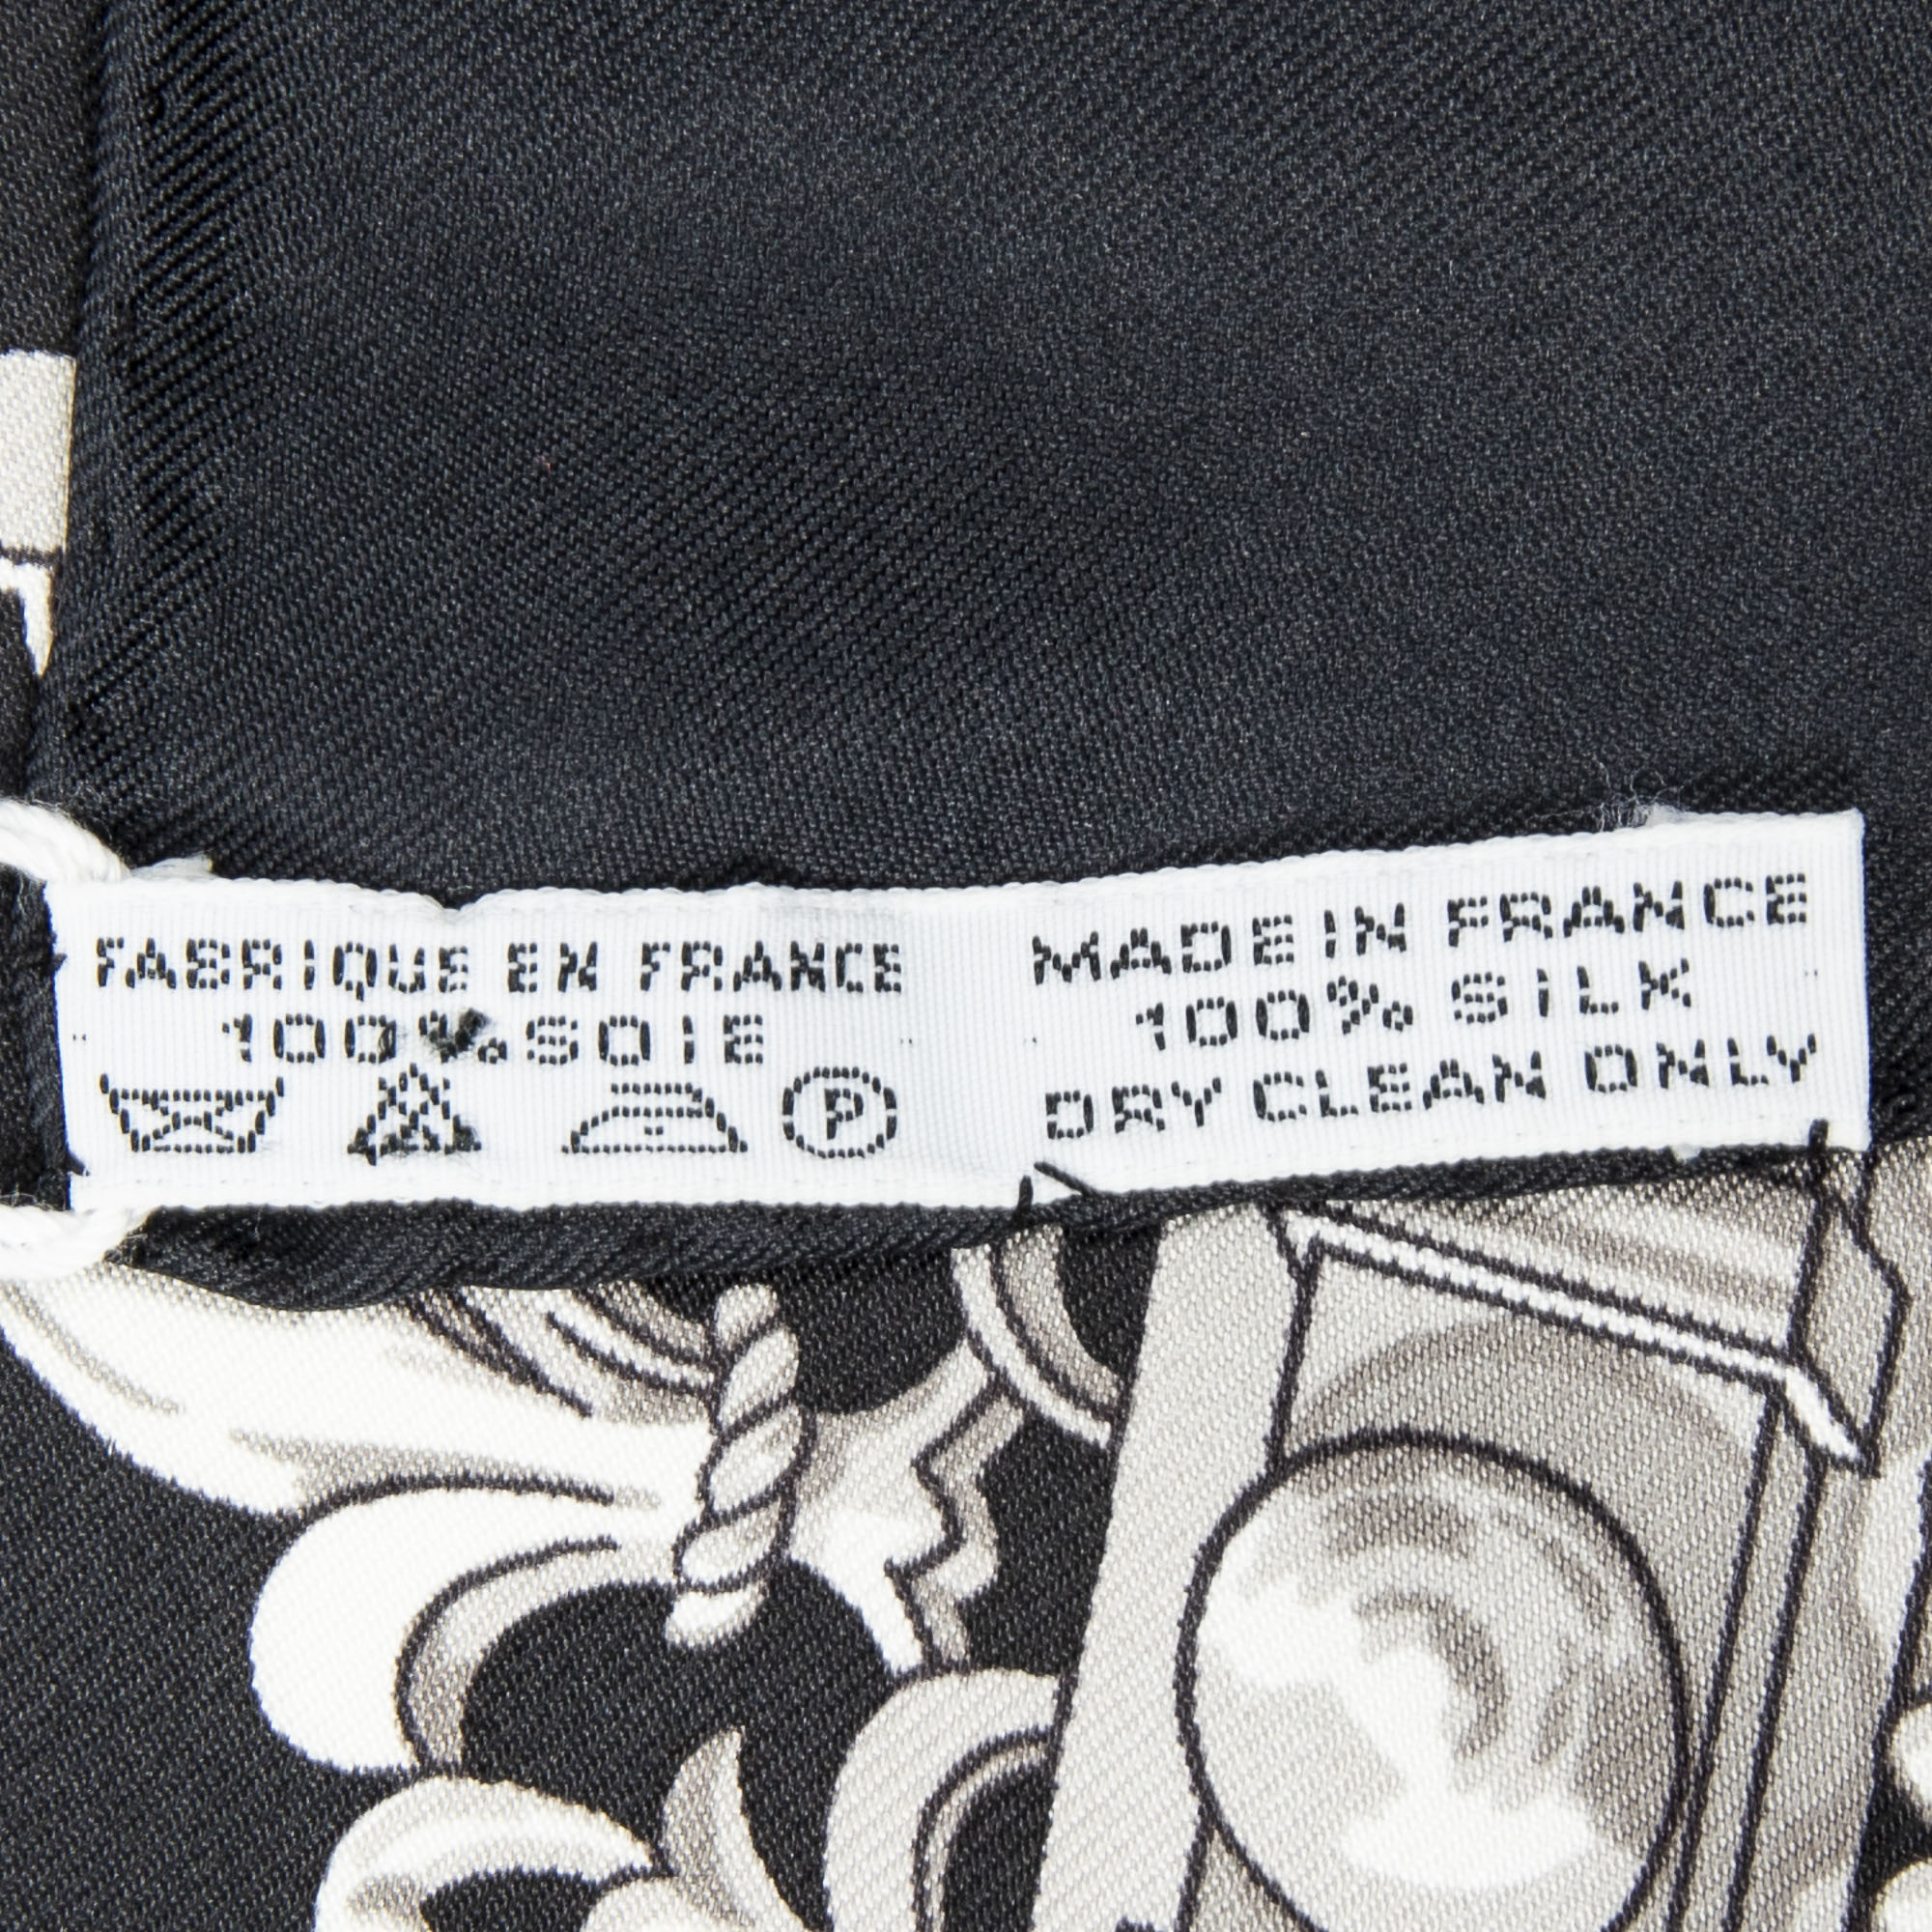 FABRIQUE EN FRANCE
100% SOIE
P
MADE IN FRANCE
100% SILK
DRY CLEAN ONLY